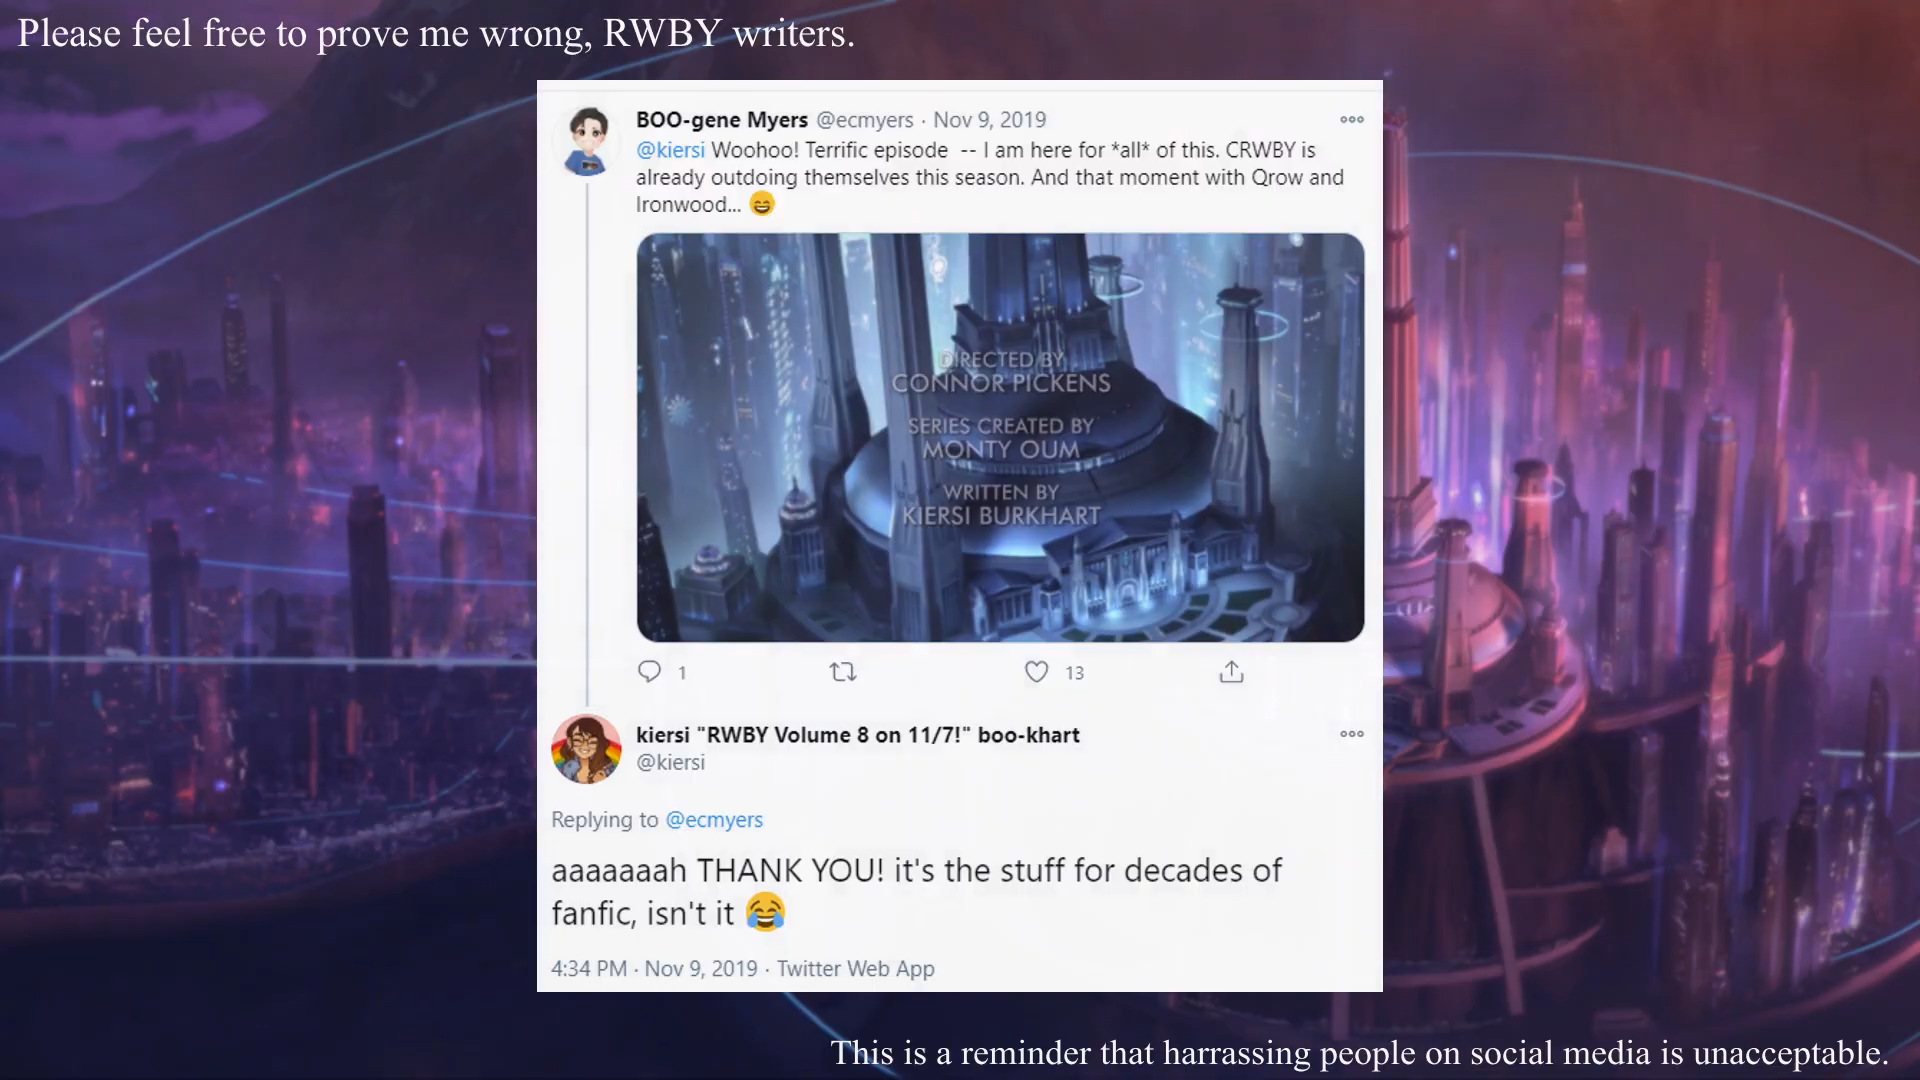 Please feel free to prove me wrong, RWBY writers.
BOO-gene Myers @ecmyers · Nov 9, 2019
@kiersi Woohoo! Terrific episode -- I am here for *all* of this. CRWBY is
already outdoing themselves this season. And that moment with Qrow and
Ironwood... 😄
DIRECTED BY
CONNOR PICKENS
SERIES CREATED BY
MONTY OUM
WRITTEN BY
KIERSI BURKHART
1
13
kiersi "RWBY Volume 8 on 11/7!" boo-khart
@kiersi
Replying to @ecmyers
aaaaaaah THANK YOU! it's the stuff for decades of
fanfic, isn't it 😂
4:34 PM · Nov 9, 2019 · Twitter Web App
This is a reminder that harrassing people on social media is unacceptable.